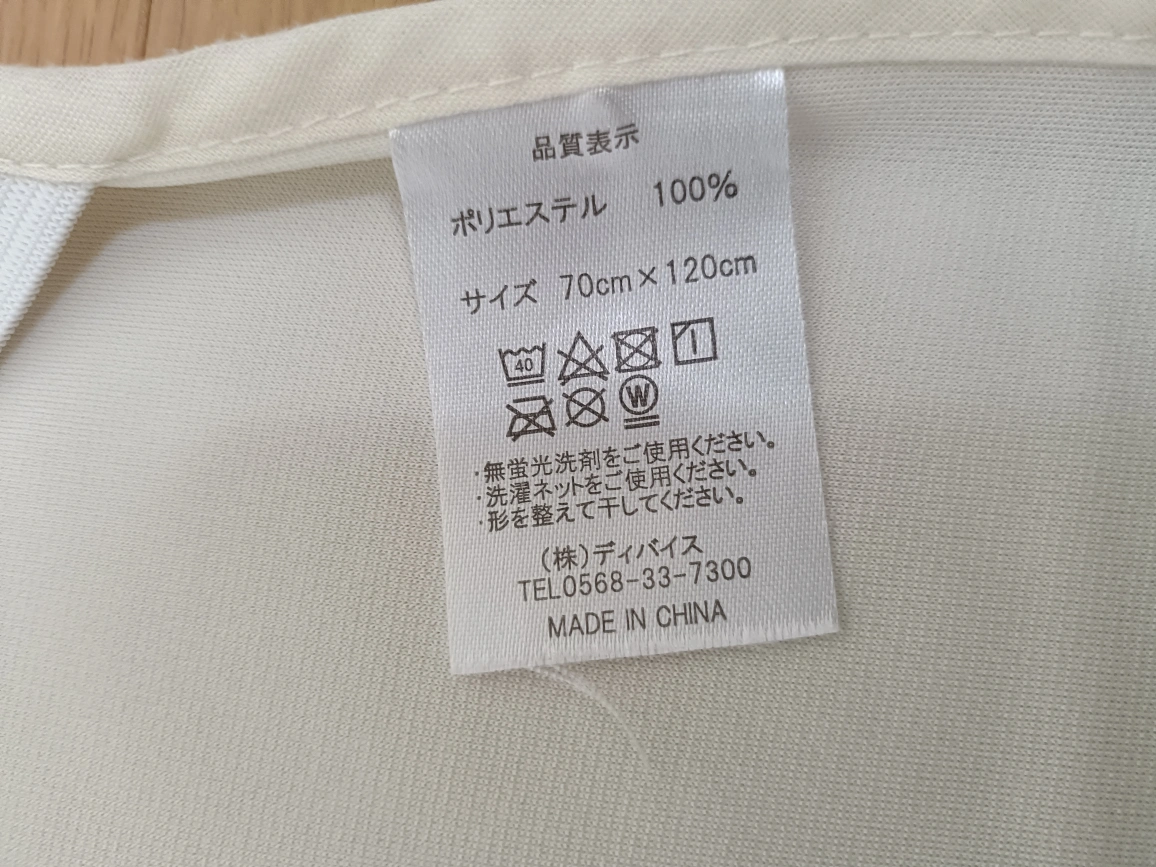 品質表示
ポリエステル 100%
サイズ 70cm×120cm
40
W
・無蛍光洗剤をご使用ください。
・洗濯ネットをご使用ください。
・形を整えて干してください。
(株)ディバイス
TEL0568-33-7300
MADE IN CHINA